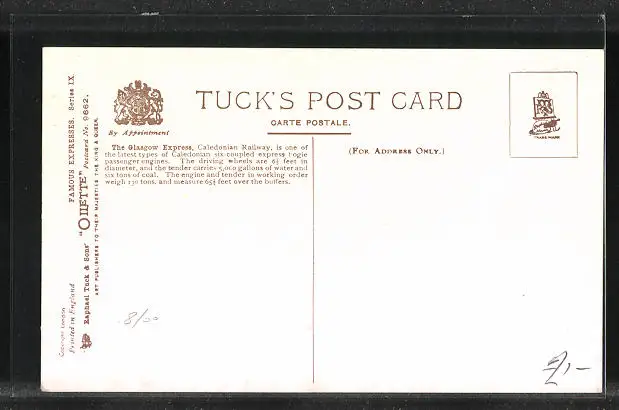 TUCK'S POST CARD
CARTE POSTALE.
By Appointment
(FOR ADDRESS ONLY.)
TRADE MARK
The Glasgow Express, Caledonian Railway, is one of
the latest types of Caledonian six-coupled express bogie
passenger engines. The driving wheels are 6½ feet in
diameter, and the tender carries 5,000 gallons of water and
six tons of coal. The engine and tender in working order
weigh 130 tons, and measure 65½ feet over the buffers.
FAMOUS EXPRESSES. Series IX.
"OILETTE" Postcard No. 9662.
Raphael Tuck & Sons'
ART PUBLISHERS TO THEIR MAJESTIES THE KING & QUEEN.
Copyright London
Printed in England
8/20